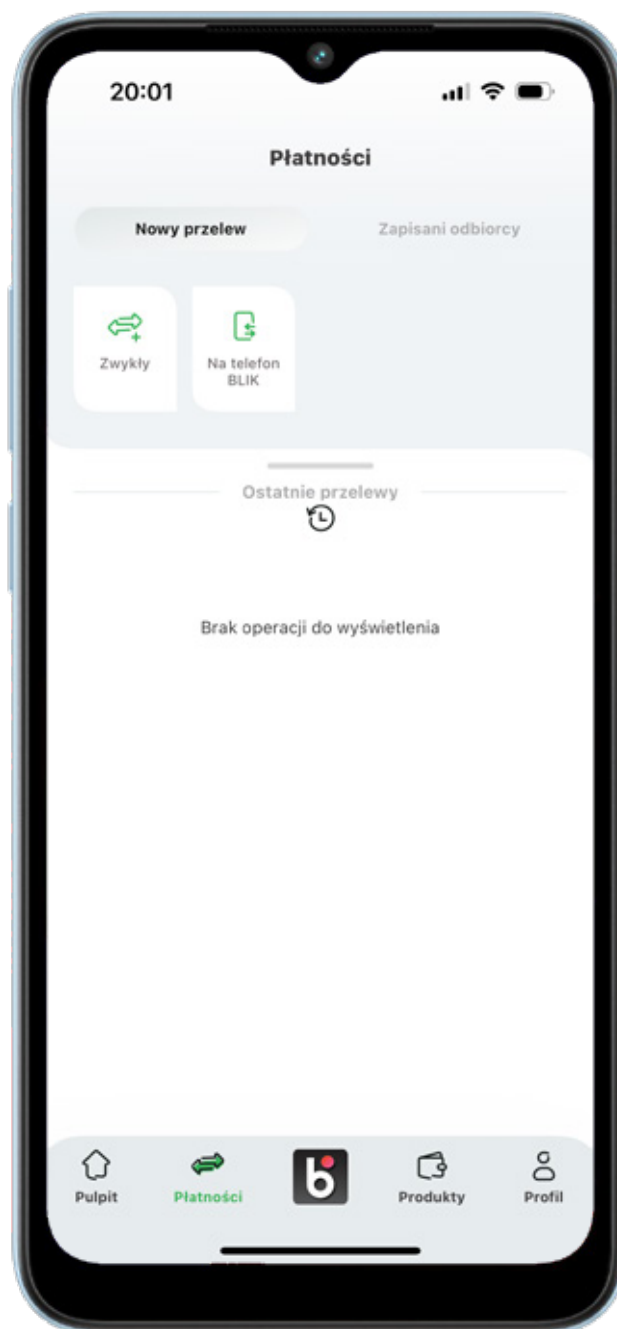 20:01
Płatności
Nowy przelew
Zapisani odbiorcy
Zwykły
Na telefon
BLIK
Ostatnie przelewy
Brak operacji do wyświetlenia
Pulpit
Płatności
b
Produkty
Profil